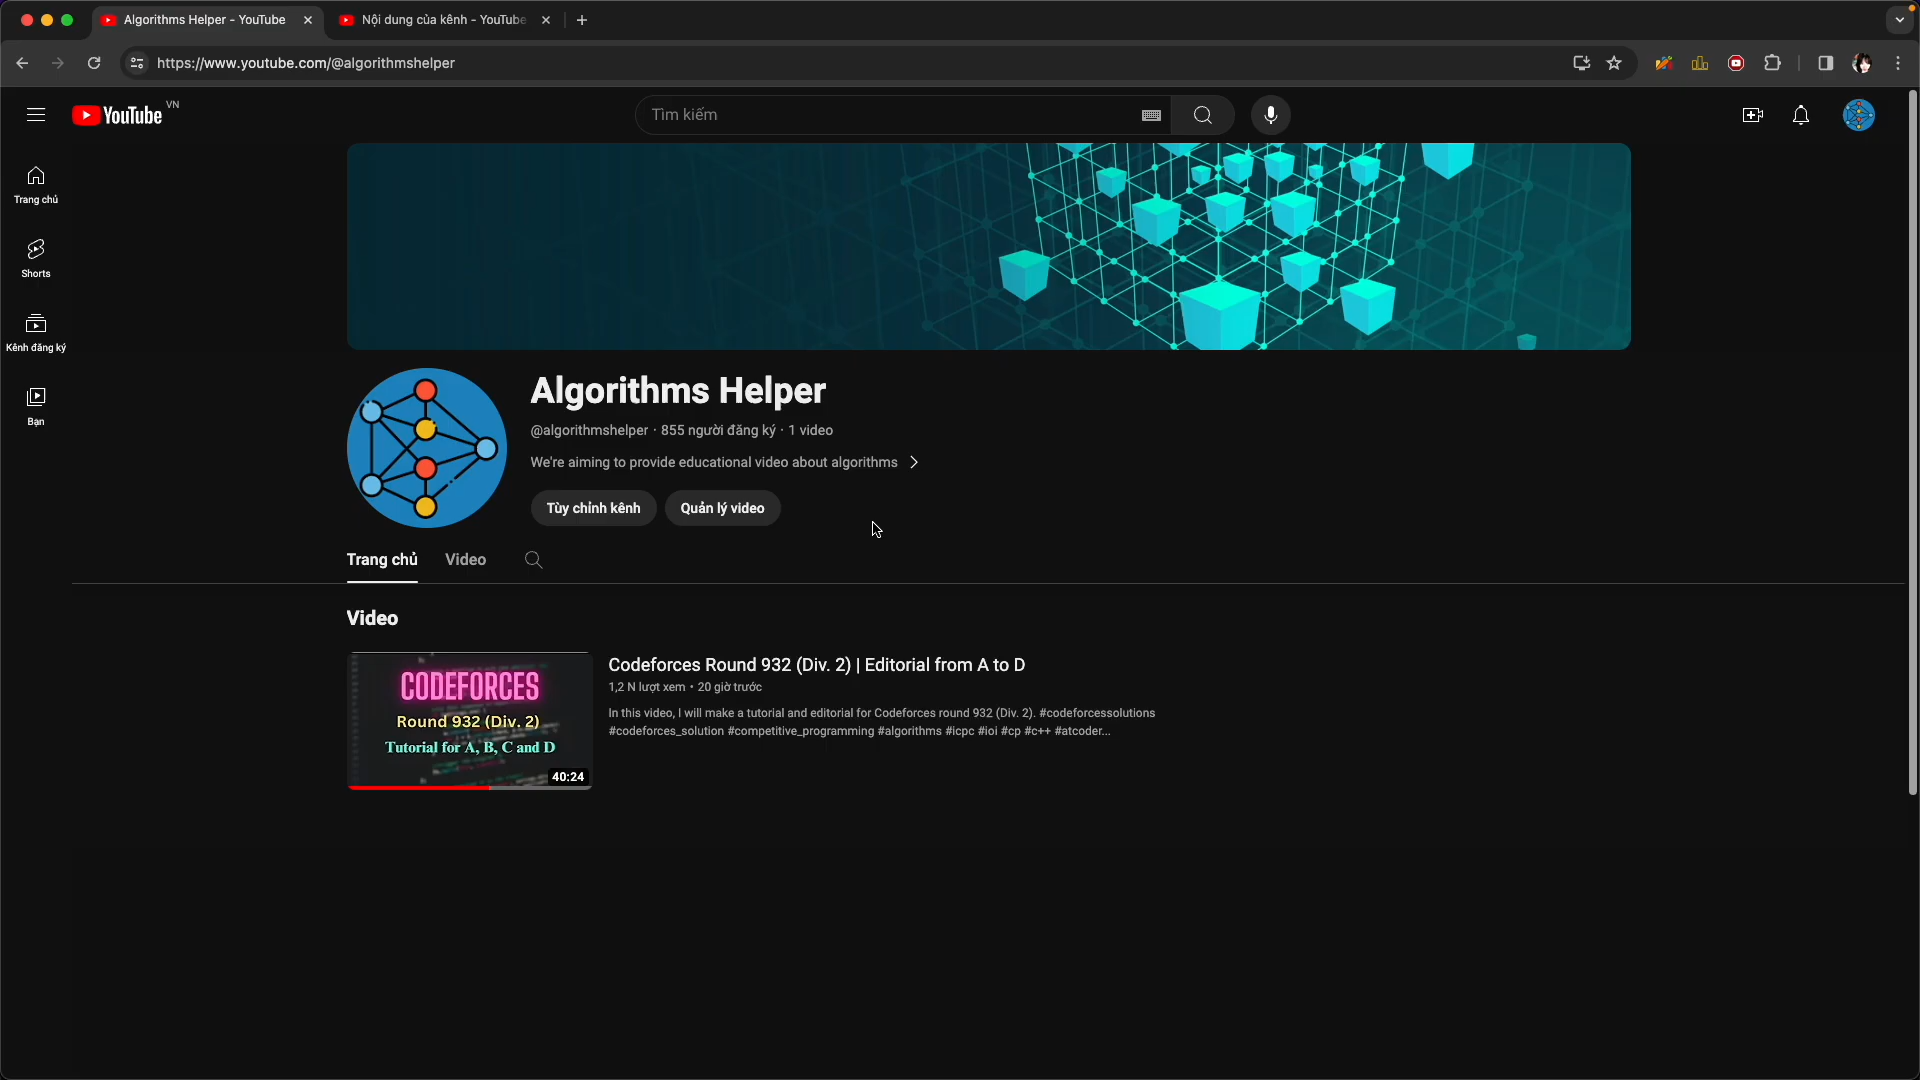 Algorithms Helper - YouTube
Nội dung của kênh - YouTube
https://www.youtube.com/@algorithmshelper
YouTube VN
Tìm kiếm
Trang chủ
Shorts
Kênh đăng ký
Bạn
Algorithms Helper
@algorithmshelper · 855 người đăng ký · 1 video
We're aiming to provide educational video about algorithms
Tùy chỉnh kênh
Quản lý video
Trang chủ
Video
Video
CODEFORCES
Round 932 (Div. 2)
Tutorial for A, B, C and D
40:24
Codeforces Round 932 (Div. 2) | Editorial from A to D
1,2 N lượt xem • 20 giờ trước
In this video, I will make a tutorial and editorial for Codeforces round 932 (Div. 2). #codeforcessolutions
#codeforces_solution #competitive_programming #algorithms #icpc #ioi #cp #c++ #atcoder...